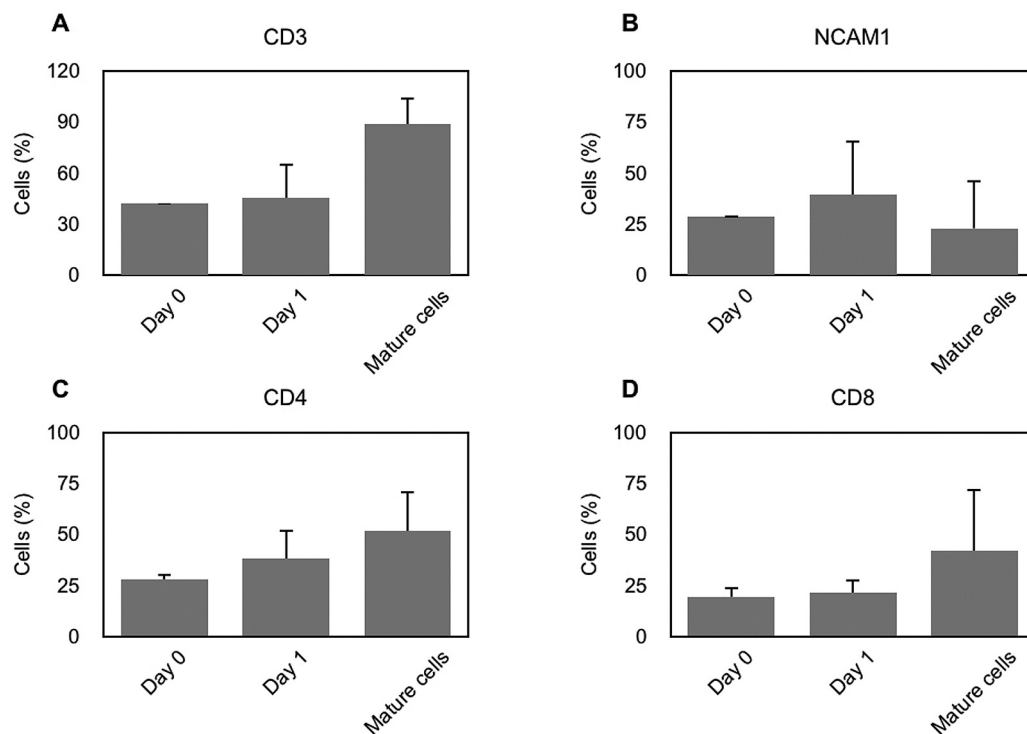 A
CD3
120
90
60
30
0
Cells (%)
Day 0
Day 1
Mature cells
B
NCAM1
100
75
50
25
0
Cells (%)
Day 0
Day 1
Mature cells
C
CD4
100
75
50
25
0
Cells (%)
Day 0
Day 1
Mature cells
D
CD8
100
75
50
25
0
Cells (%)
Day 0
Day 1
Mature cells